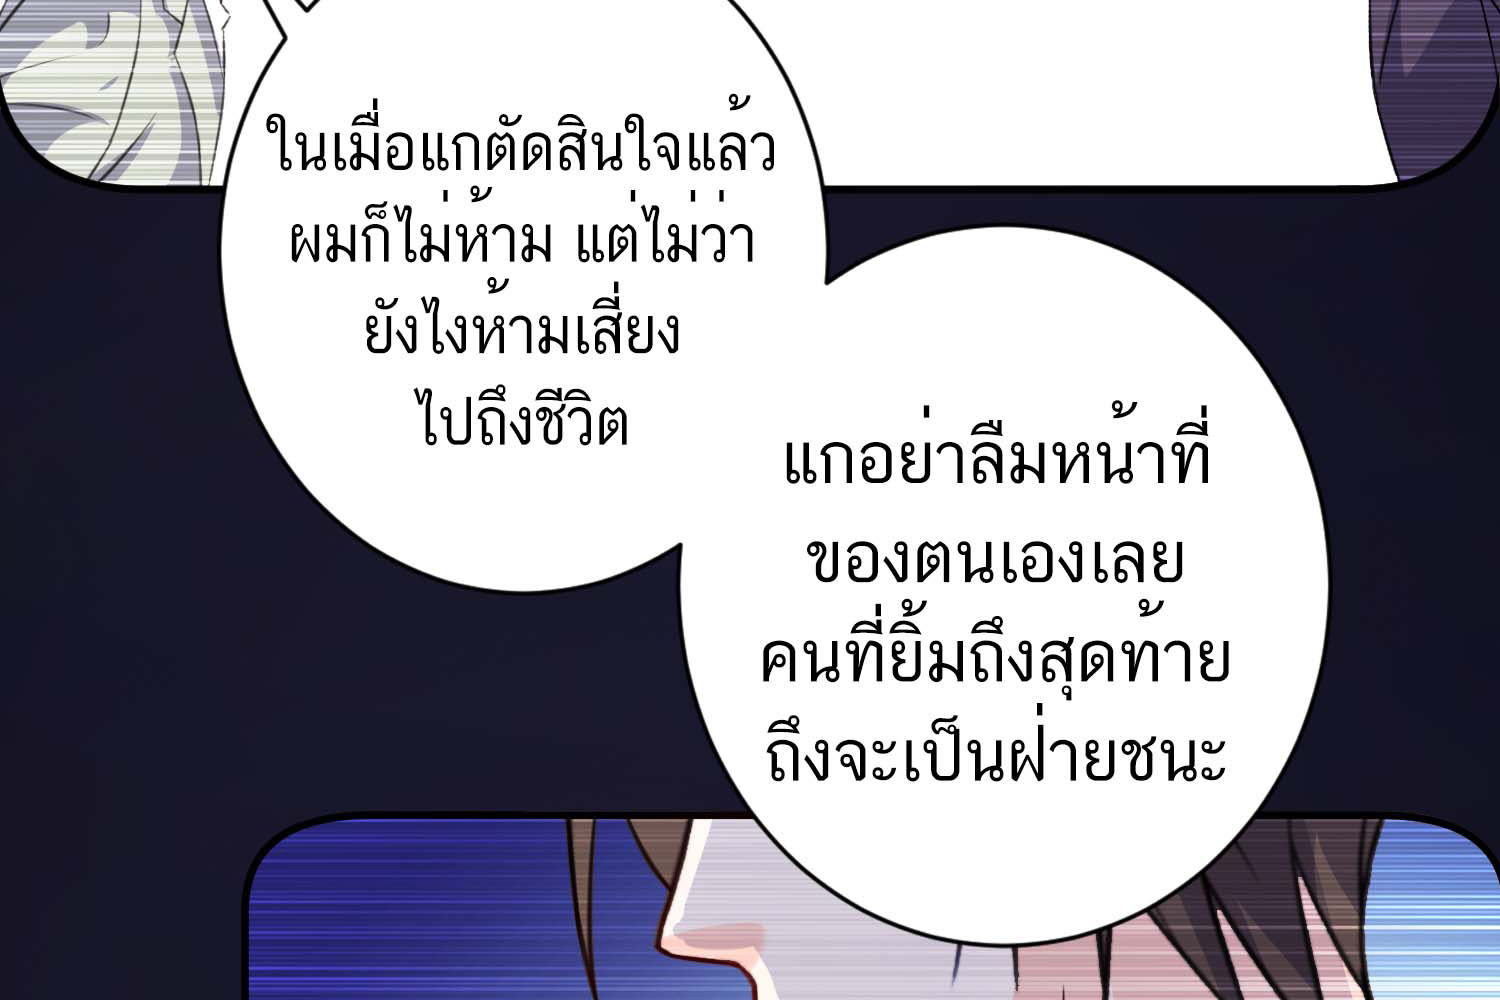 ในเมื่อแกตัดสินใจแล้ว
ผมก็ไม่ห้าม แต่ไม่ว่า
ยังไงห้ามเสี่ยง
ไปถึงชีวิต
แกอย่าลืมหน้าที่
ของตนเองเลย
คนที่ยิ้มถึงสุดท้าย
ถึงจะเป็นฝ่ายชนะ